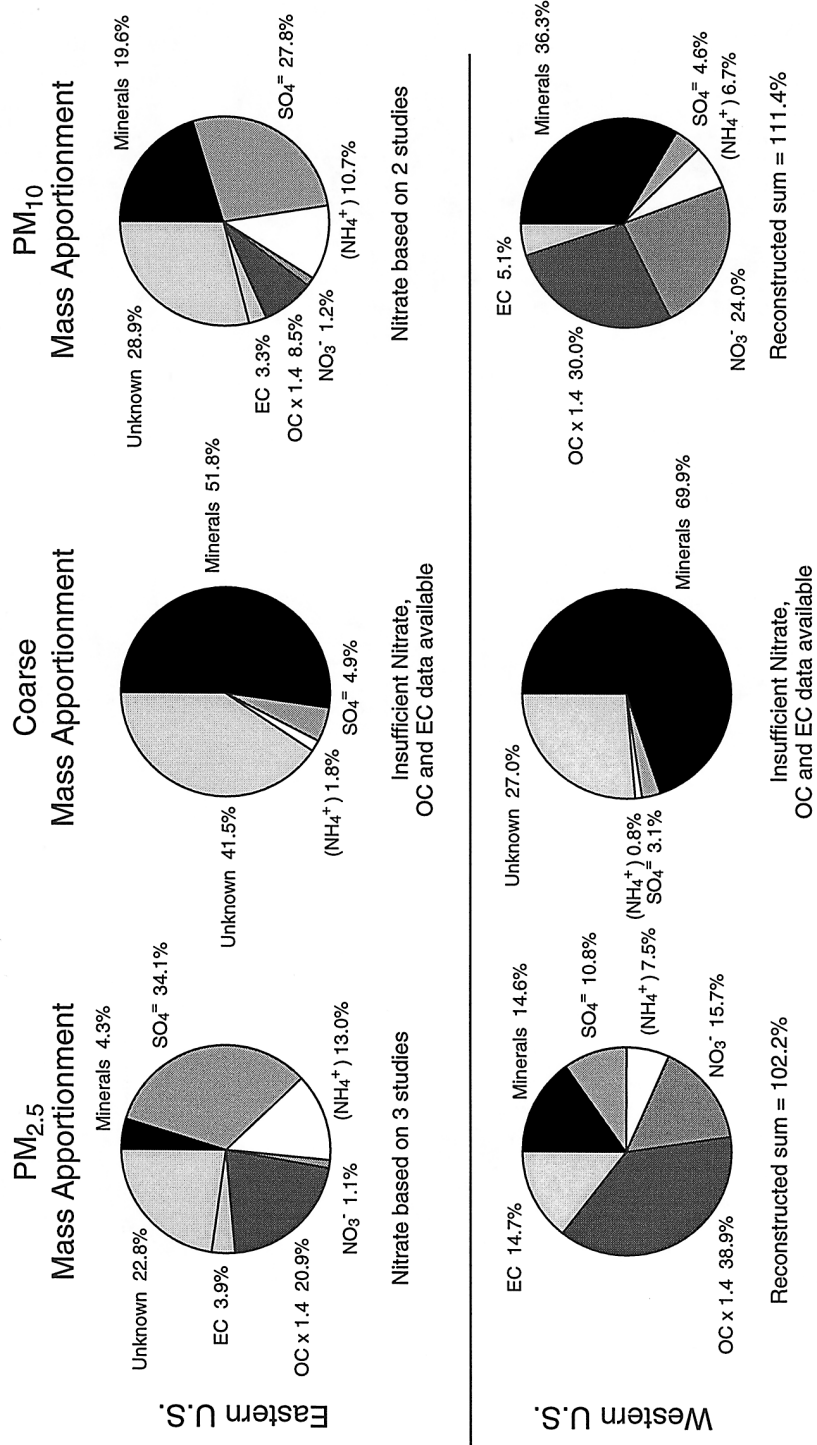 PM2.5
Mass Apportionment
Coarse
Mass Apportionment
PM10
Mass Apportionment
Eastern U.S.
Minerals 4.3%
SO4= 34.1%
(NH4+) 13.0%
NO3- 1.1%
OC x 1.4 20.9%
EC 3.9%
Unknown 22.8%
Nitrate based on 3 studies
Minerals 51.8%
SO4= 4.9%
(NH4+) 1.8%
Unknown 41.5%
Insufficient Nitrate,
OC and EC data available
Minerals 19.6%
SO4= 27.8%
(NH4+) 10.7%
NO3- 1.2%
OC x 1.4 8.5%
EC 3.3%
Unknown 28.9%
Nitrate based on 2 studies
Western U.S.
Minerals 14.6%
SO4= 10.8%
(NH4+) 7.5%
NO3- 15.7%
OC x 1.4 38.9%
EC 14.7%
Reconstructed sum = 102.2%
Minerals 69.9%
SO4= 3.1%
(NH4+) 0.8%
Unknown 27.0%
Insufficient Nitrate,
OC and EC data available
Minerals 36.3%
SO4= 4.6%
(NH4+) 6.7%
NO3- 24.0%
OC x 1.4 30.0%
EC 5.1%
Reconstructed sum = 111.4%